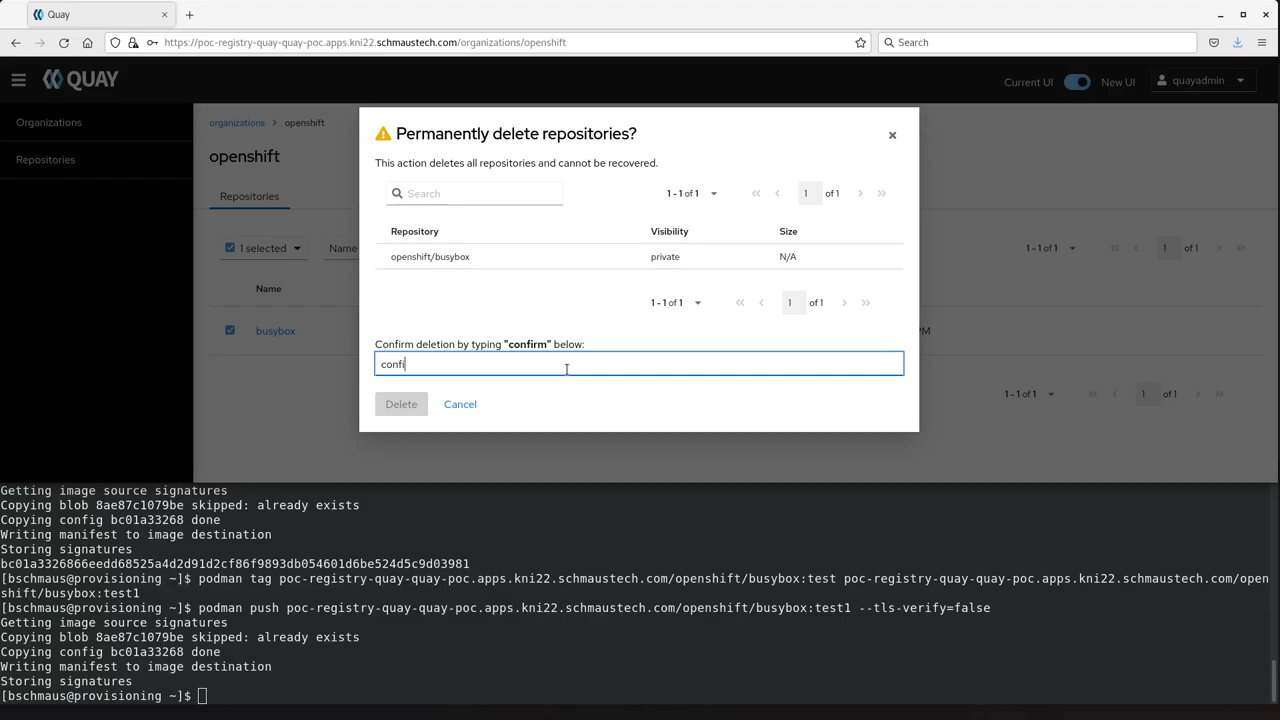 Quay
https://poc-registry-quay-quay-poc.apps.kni22.schmaustech.com/organizations/openshift
Search
QUAY
Current UI
New UI
quayadmin
Organizations
Repositories
organizations > openshift
openshift
Repositories
1 selected
Name
1 - 1 of 1
1
of 1
Name
busybox
PM
1 - 1 of 1
1
of 1
Permanently delete repositories?
This action deletes all repositories and cannot be recovered.
Search
1 - 1 of 1
1
of 1
Repository Visibility Size
openshift/busybox private N/A
1 - 1 of 1
1
of 1
Confirm deletion by typing "confirm" below:
confi
Delete Cancel
Getting image source signatures
Copying blob 8ae87c1079be skipped: already exists
Copying config bc01a33268 done
Writing manifest to image destination
Storing signatures
bc01a3326866eedd68525a4d2d91d2cf86f9893db054601d6be524d5c9d03981
[bschmaus@provisioning ~]$ podman tag poc-registry-quay-quay-poc.apps.kni22.schmaustech.com/openshift/busybox:test poc-registry-quay-quay-poc.apps.kni22.schmaustech.com/open
shift/busybox:test1
[bschmaus@provisioning ~]$ podman push poc-registry-quay-quay-poc.apps.kni22.schmaustech.com/openshift/busybox:test1 --tls-verify=false
Getting image source signatures
Copying blob 8ae87c1079be skipped: already exists
Copying config bc01a33268 done
Writing manifest to image destination
Storing signatures
[bschmaus@provisioning ~]$